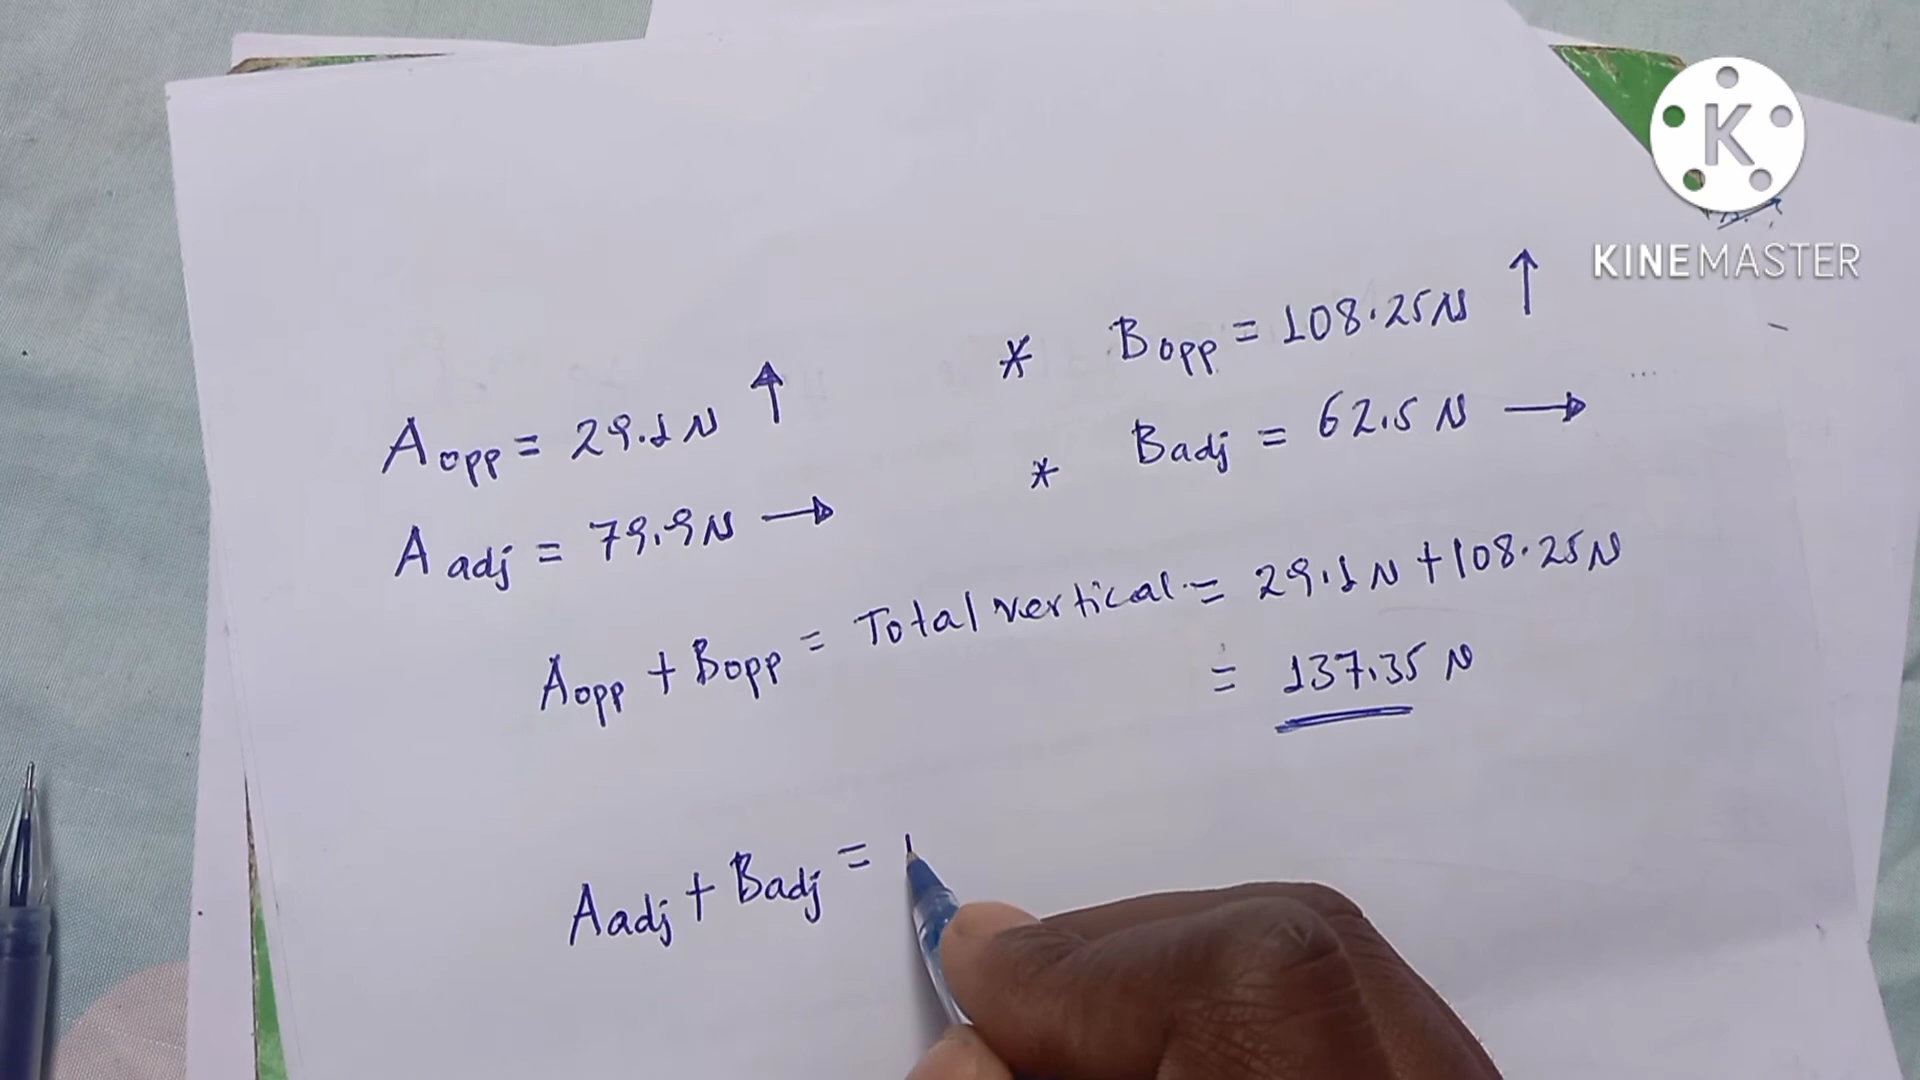 K
KINEMASTER
* Bopp = 108.25N ↑
Aopp = 29.1N ↑
* Badj = 62.5N →
Aadj = 79.9N →
Aopp + Bopp = Total vertical = 29.1N + 108.25N
= 137.35 N
Aadj + Badj =